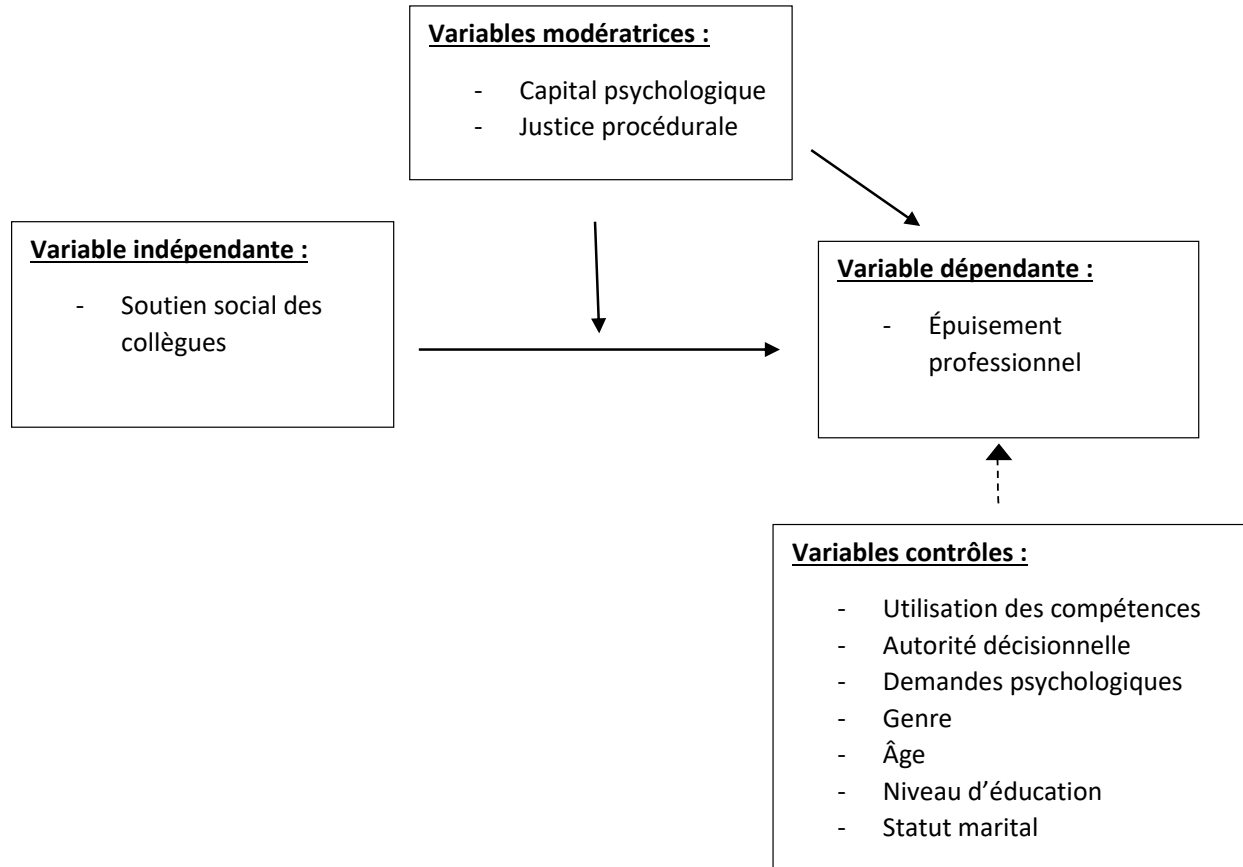 Variables modératrices :
- Capital psychologique
- Justice procédurale
Variable indépendante :
- Soutien social des
collègues
Variable dépendante :
- Épuisement
professionnel
Variables contrôles :
- Utilisation des compétences
- Autorité décisionnelle
- Demandes psychologiques
- Genre
- Âge
- Niveau d’éducation
- Statut marital